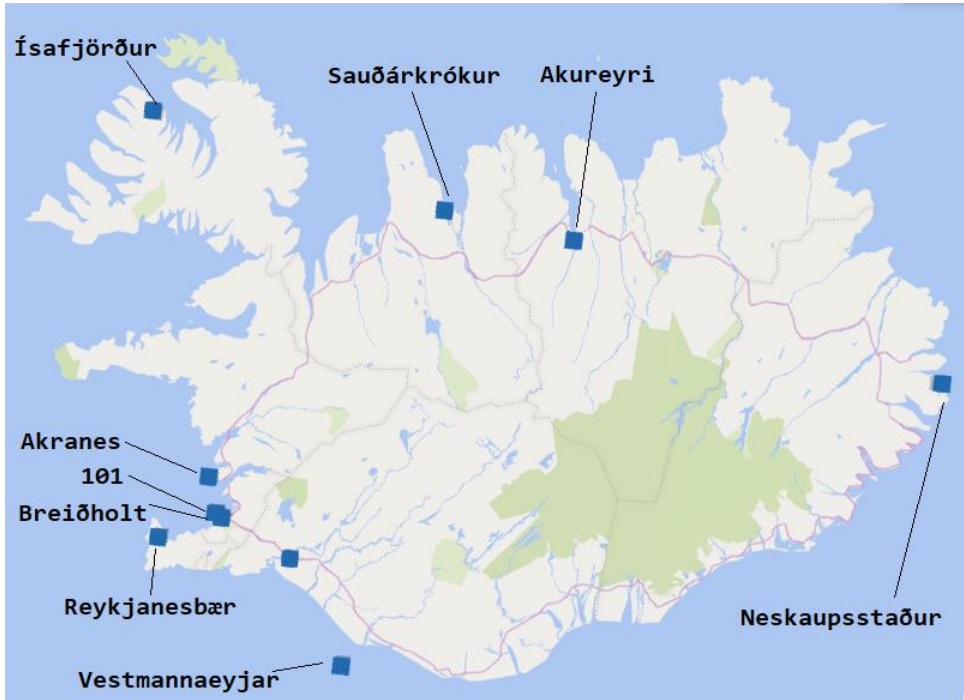 Ísafjörður
Sauðárkrókur
Akureyri
Akranes
101
Breiðholt
Reykjanesbær
Neskaupsstaður
Vestmannaeyjar